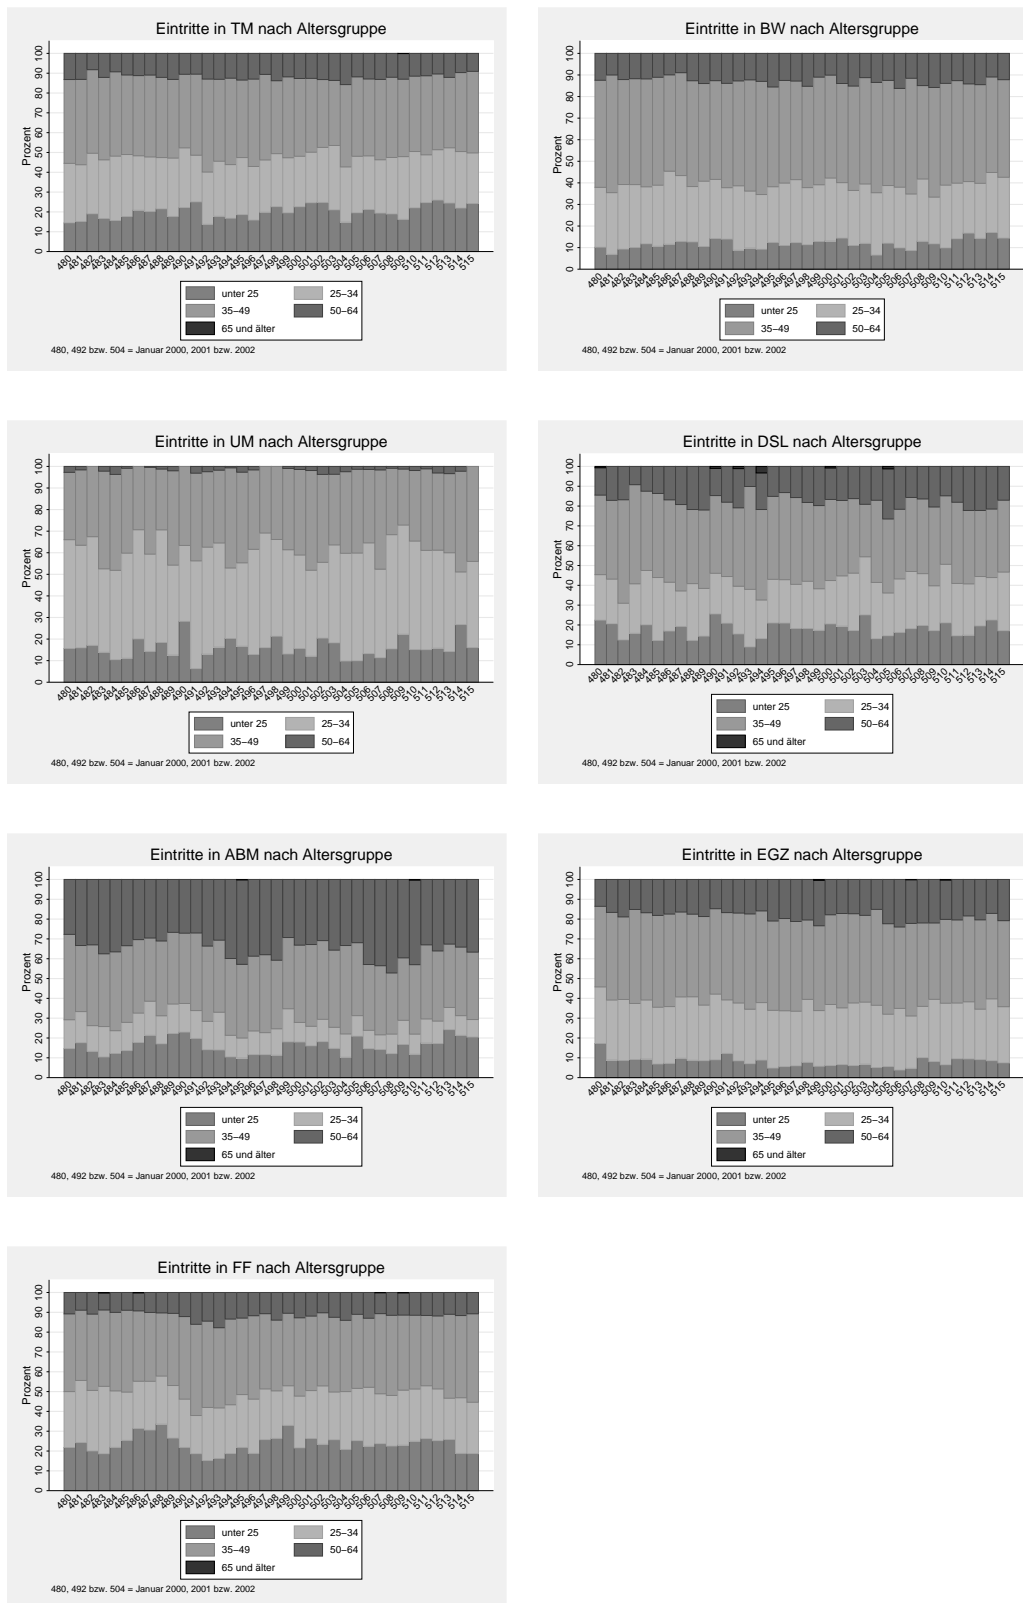 Eintritte in TM nach Altersgruppe
Prozent
0 10 20 30 40 50 60 70 80 90 100
480 481 482 483 484 485 486 487 488 489 490 491 492 493 494 495 496 497 498 499 500 501 502 503 504 505 506 507 508 509 510 511 512 513 514 515
unter 25 25–34
35–49 50–64
65 und älter
480, 492 bzw. 504 = Januar 2000, 2001 bzw. 2002
Eintritte in BW nach Altersgruppe
Prozent
0 10 20 30 40 50 60 70 80 90 100
480 481 482 483 484 485 486 487 488 489 490 491 492 493 494 495 496 497 498 499 500 501 502 503 504 505 506 507 508 509 510 511 512 513 514 515
unter 25 25–34
35–49 50–64
480, 492 bzw. 504 = Januar 2000, 2001 bzw. 2002
Eintritte in UM nach Altersgruppe
Prozent
0 10 20 30 40 50 60 70 80 90 100
480 481 482 483 484 485 486 487 488 489 490 491 492 493 494 495 496 497 498 499 500 501 502 503 504 505 506 507 508 509 510 511 512 513 514 515
unter 25 25–34
35–49 50–64
480, 492 bzw. 504 = Januar 2000, 2001 bzw. 2002
Eintritte in DSL nach Altersgruppe
Prozent
0 10 20 30 40 50 60 70 80 90 100
480 481 482 483 484 485 486 487 488 489 490 491 492 493 494 495 496 497 498 499 500 501 502 503 504 505 506 507 508 509 510 511 512 513 514 515
unter 25 25–34
35–49 50–64
65 und älter
480, 492 bzw. 504 = Januar 2000, 2001 bzw. 2002
Eintritte in ABM nach Altersgruppe
Prozent
0 10 20 30 40 50 60 70 80 90 100
480 481 482 483 484 485 486 487 488 489 490 491 492 493 494 495 496 497 498 499 500 501 502 503 504 505 506 507 508 509 510 511 512 513 514 515
unter 25 25–34
35–49 50–64
65 und älter
480, 492 bzw. 504 = Januar 2000, 2001 bzw. 2002
Eintritte in EGZ nach Altersgruppe
Prozent
0 10 20 30 40 50 60 70 80 90 100
480 481 482 483 484 485 486 487 488 489 490 491 492 493 494 495 496 497 498 499 500 501 502 503 504 505 506 507 508 509 510 511 512 513 514 515
unter 25 25–34
35–49 50–64
65 und älter
480, 492 bzw. 504 = Januar 2000, 2001 bzw. 2002
Eintritte in FF nach Altersgruppe
Prozent
0 10 20 30 40 50 60 70 80 90 100
480 481 482 483 484 485 486 487 488 489 490 491 492 493 494 495 496 497 498 499 500 501 502 503 504 505 506 507 508 509 510 511 512 513 514 515
unter 25 25–34
35–49 50–64
65 und älter
480, 492 bzw. 504 = Januar 2000, 2001 bzw. 2002